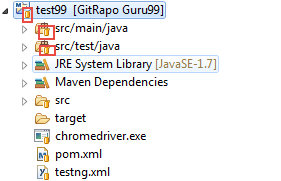 test99 [GitRapo Guru99]
src/main/java
src/test/java
JRE System Library [JavaSE-1.7]
Maven Dependencies
src
target
chromedriver.exe
pom.xml
testng.xml